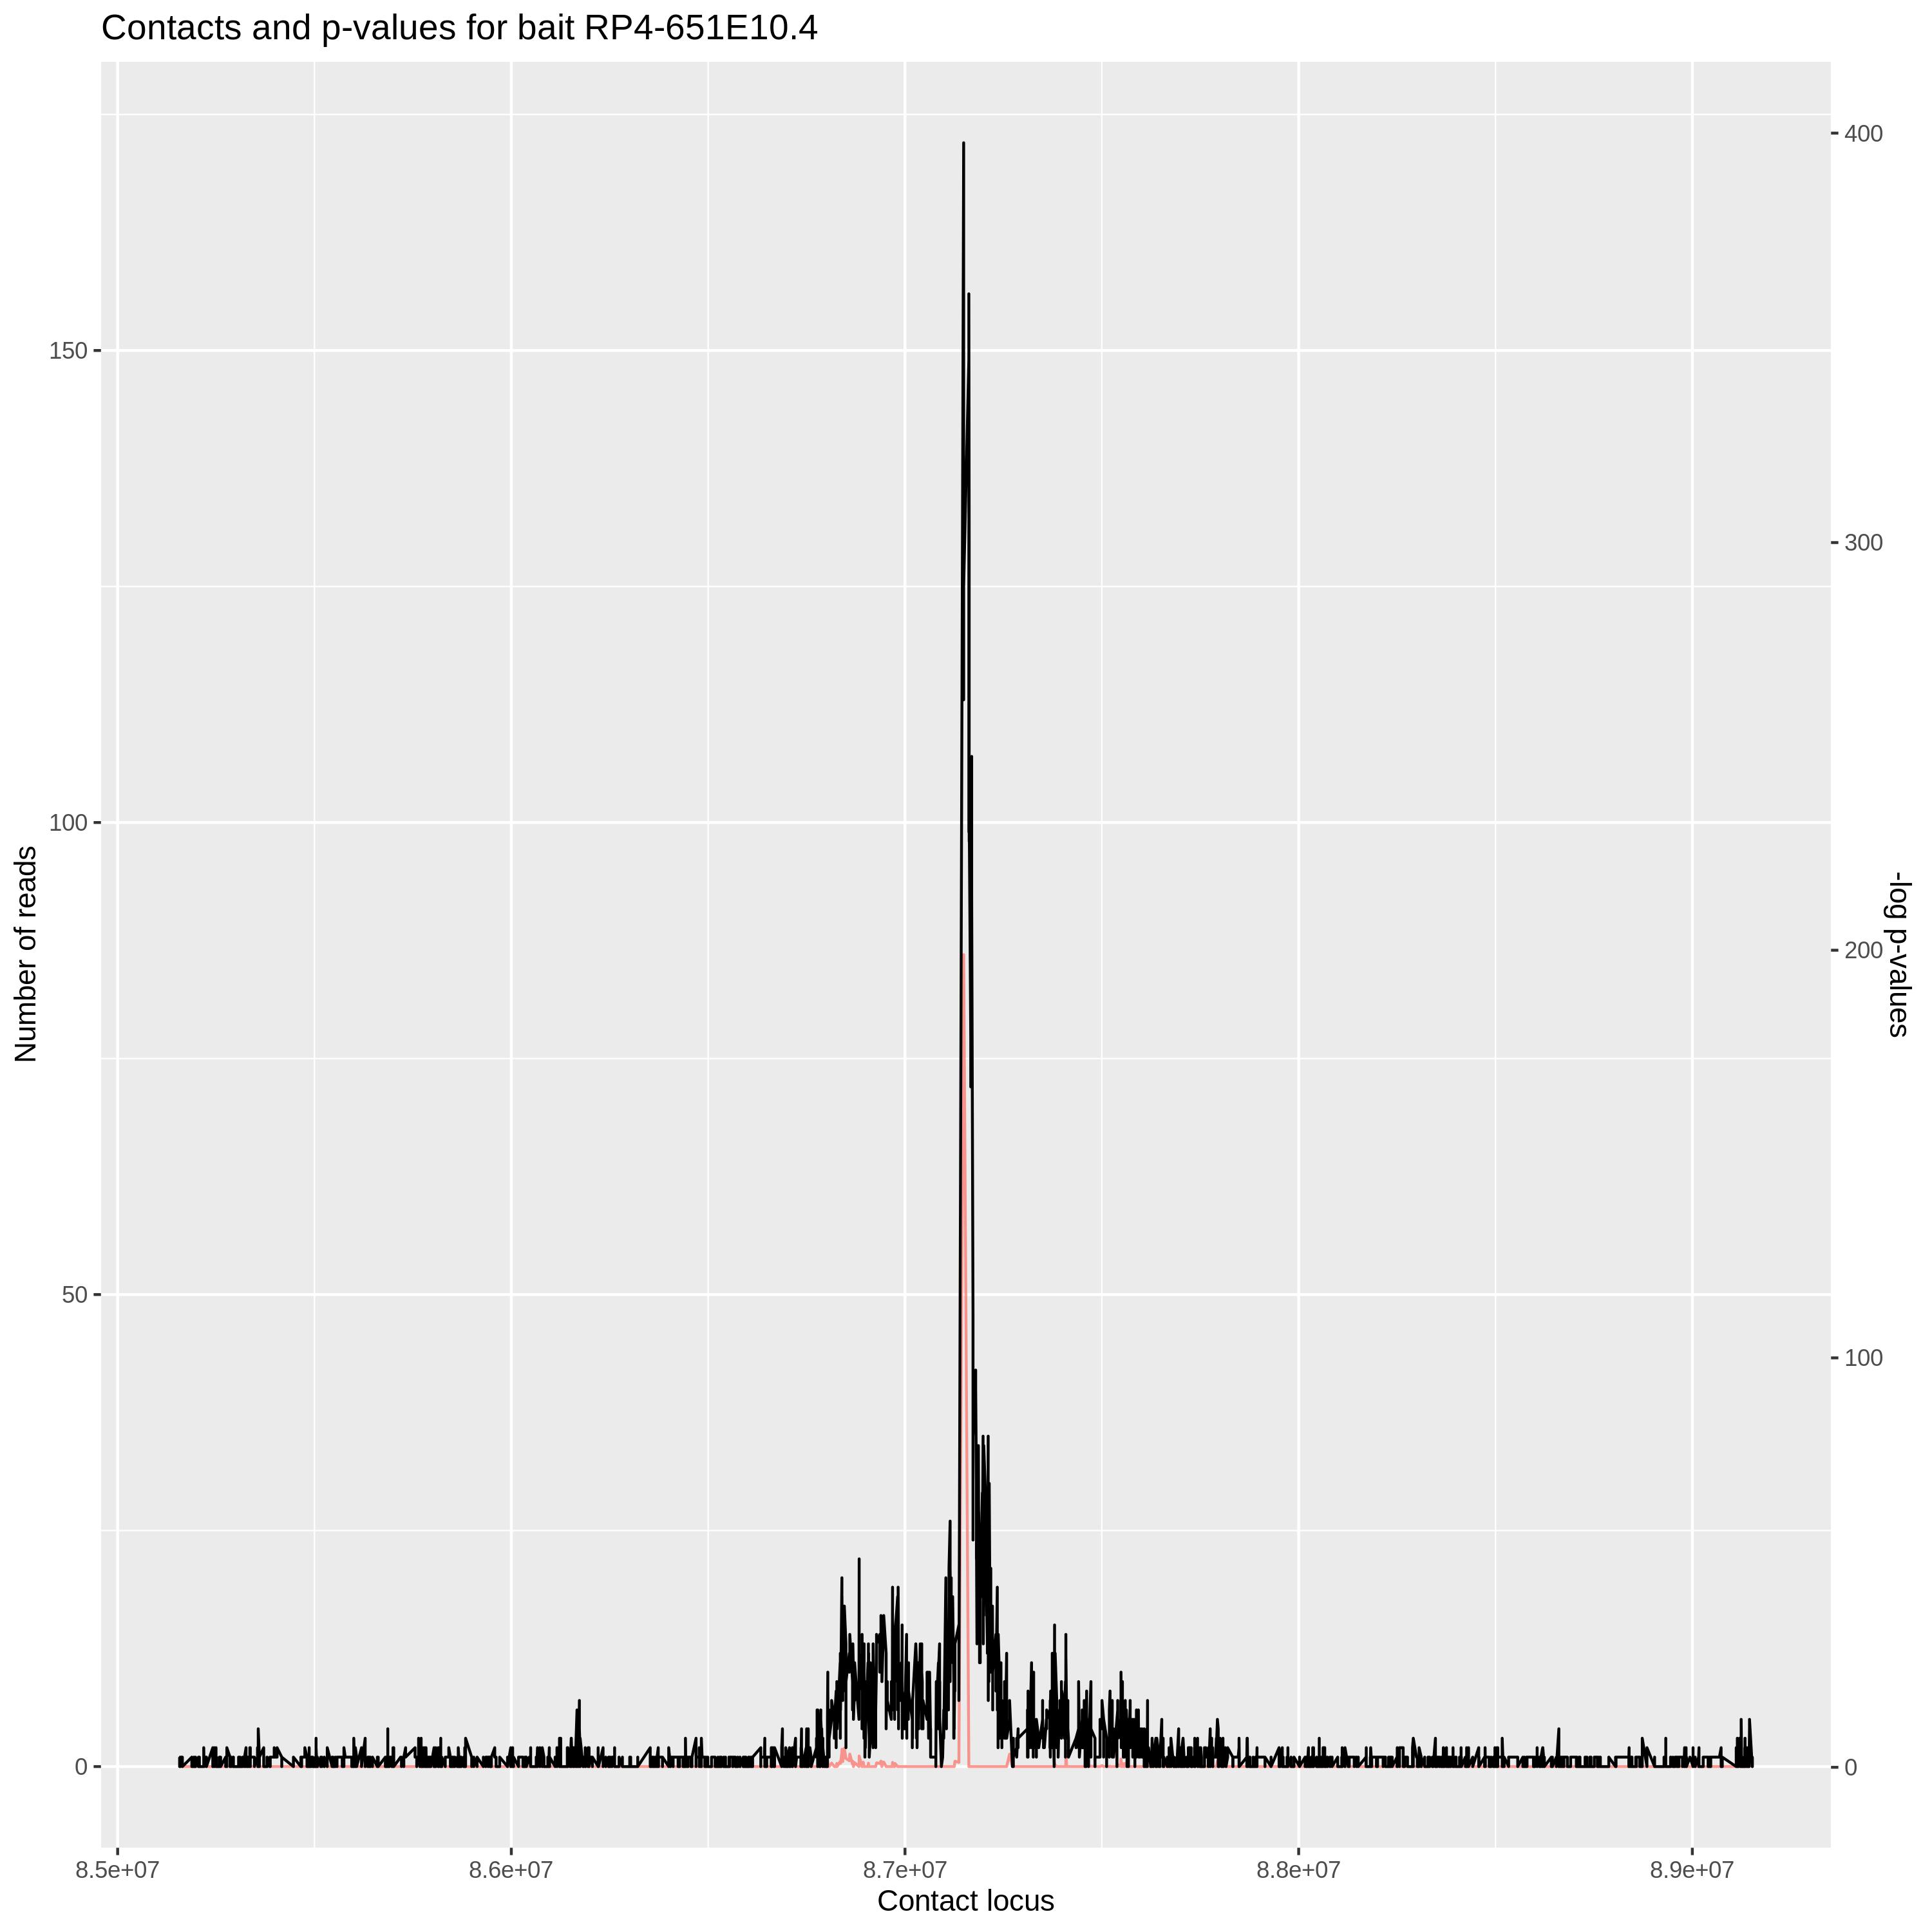 Contacts and p-values for bait RP4-651E10.4
Number of reads
150
100
50
0
400
300
200
100
0
-log p-values
8.5e+07
8.6e+07
8.7e+07
8.8e+07
8.9e+07
Contact locus